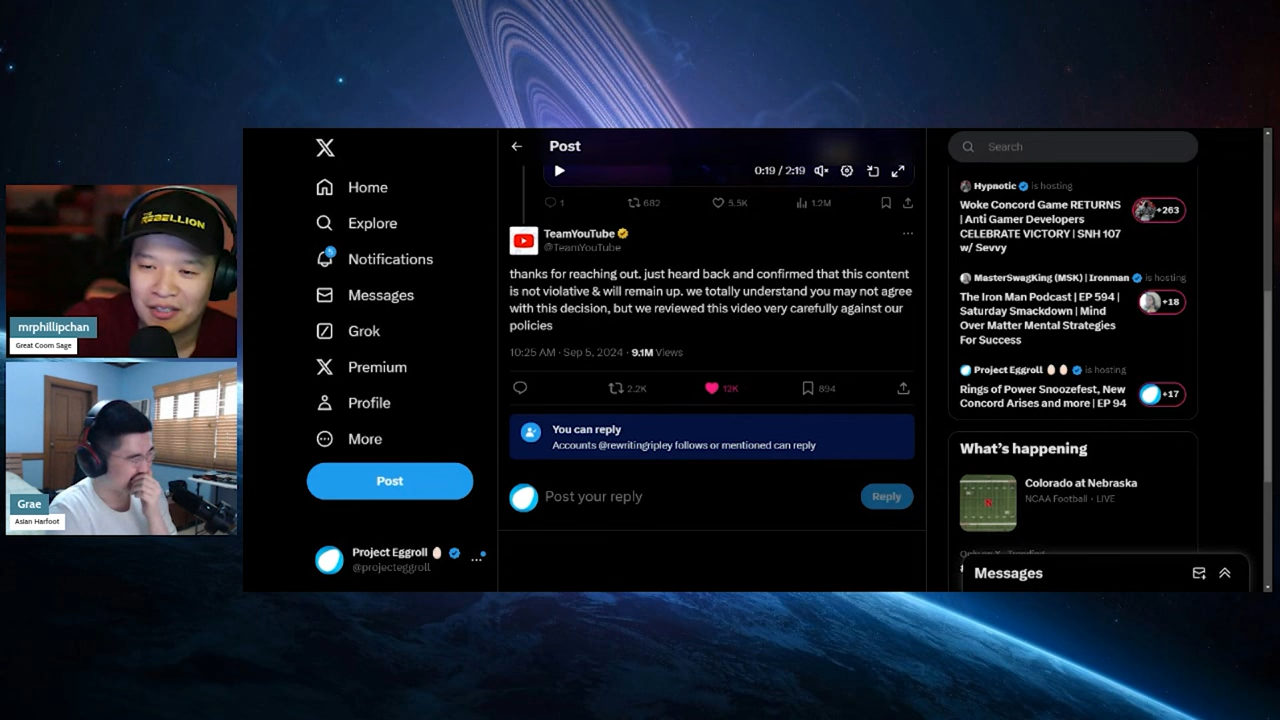 THE REBELLION
mrphillipchan
Great Coom Sage
Grae
Asian Harfoot
Home
Explore
5
Notifications
Messages
Grok
Premium
Profile
More
Post
Project Eggroll
@projecteggroll
Post
0:19 / 2:19
1
682
5.5K
1.2M
TeamYouTube
@TeamYouTube
thanks for reaching out. just heard back and confirmed that this content
is not violative & will remain up. we totally understand you may not agree
with this decision, but we reviewed this video very carefully against our
policies
10:25 AM · Sep 5, 2024 · 9.1M Views
2.2K
12K
894
You can reply
Accounts @rewritingripley follows or mentioned can reply
Post your reply
Reply
Search
Hypnotic is hosting
Woke Concord Game RETURNS
| Anti Gamer Developers
CELEBRATE VICTORY | SNH 107
w/ Sevvy
+263
MasterSwagKing (MSK) | Ironman is hosting
The Iron Man Podcast | EP 594 |
Saturday Smackdown | Mind
Over Matter Mental Strategies
For Success
+18
Project Eggroll is hosting
Rings of Power Snoozefest, New
Concord Arises and more | EP 94
+17
What's happening
Colorado at Nebraska
NCAA Football · LIVE
Messages